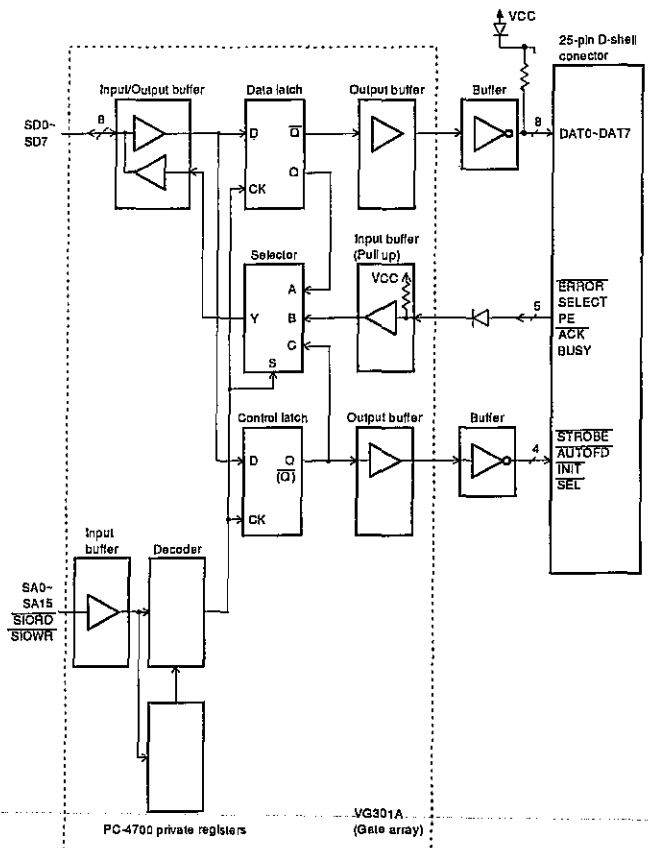 VCC
25-pin D-shell
conector
Input/Output buffer
Data latch
Output buffer
Buffer
SD0~
SD7
8
D
Q
Q
CK
8
DAT0~DAT7
Selector
Input buffer
(Pull up)
VCC
A
Y
B
C
S
5
ERROR
SELECT
PE
ACK
BUSY
Control latch
Output buffer
Buffer
D
Q
(Q)
CK
4
STROBE
AUTOFD
INIT
SEL
Input
buffer
Decoder
SA0~
SA15
SIORD
SIOWR
PC-4700 private registers
VG301A
(Gate array)